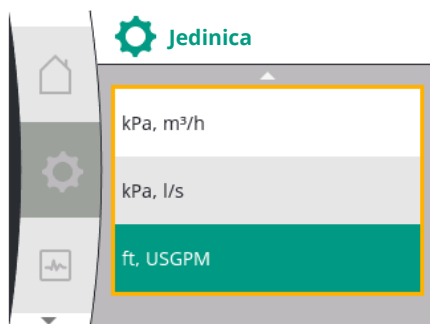 Jedinica
kPa, m³/h
kPa, l/s
ft, USGPM